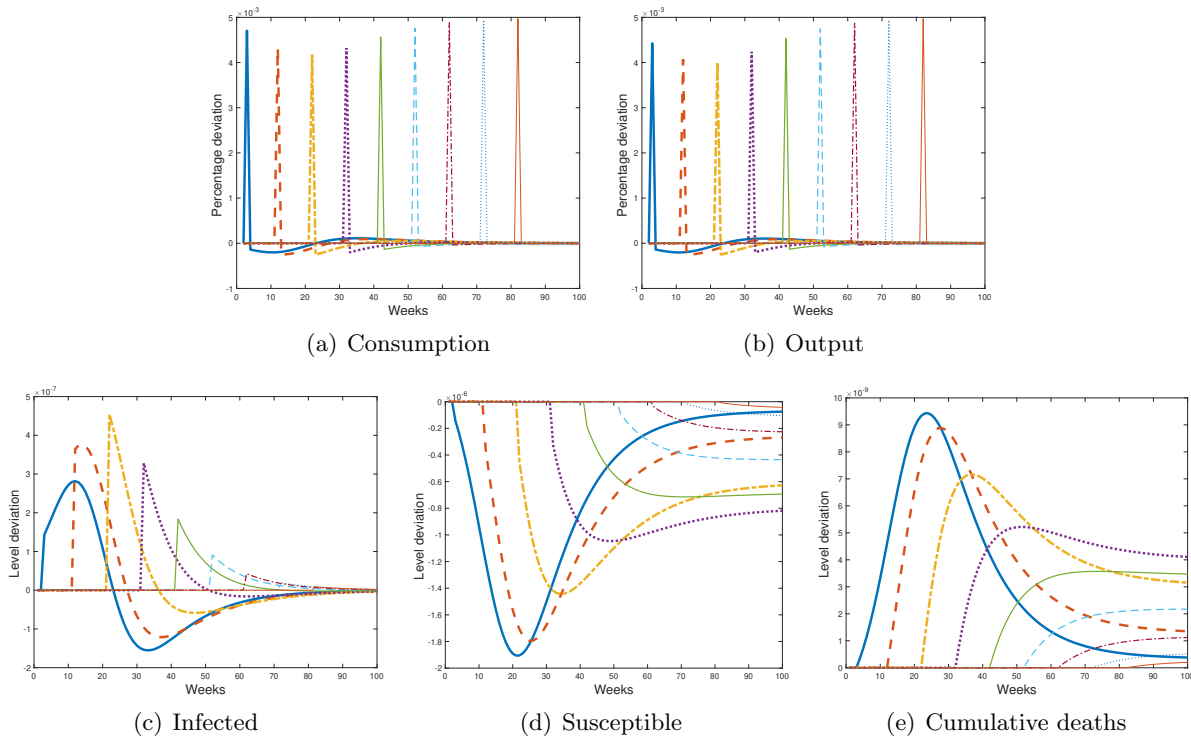 ×10⁻³
5
4
3
2
1
0
-1
Percentage deviation
0 10 20 30 40 50 60 70 80 90 100
Weeks
(a) Consumption
×10⁻³
5
4
3
2
1
0
-1
Percentage deviation
0 10 20 30 40 50 60 70 80 90 100
Weeks
(b) Output
×10⁻⁷
5
4
3
2
1
0
-1
-2
Level deviation
0 10 20 30 40 50 60 70 80 90 100
Weeks
(c) Infected
×10⁻⁶
0
-0.2
-0.4
-0.6
-0.8
-1
-1.2
-1.4
-1.6
-1.8
-2
Level deviation
0 10 20 30 40 50 60 70 80 90 100
Weeks
(d) Susceptible
×10⁻⁹
10
9
8
7
6
5
4
3
2
1
0
Level deviation
0 10 20 30 40 50 60 70 80 90 100
Weeks
(e) Cumulative deaths